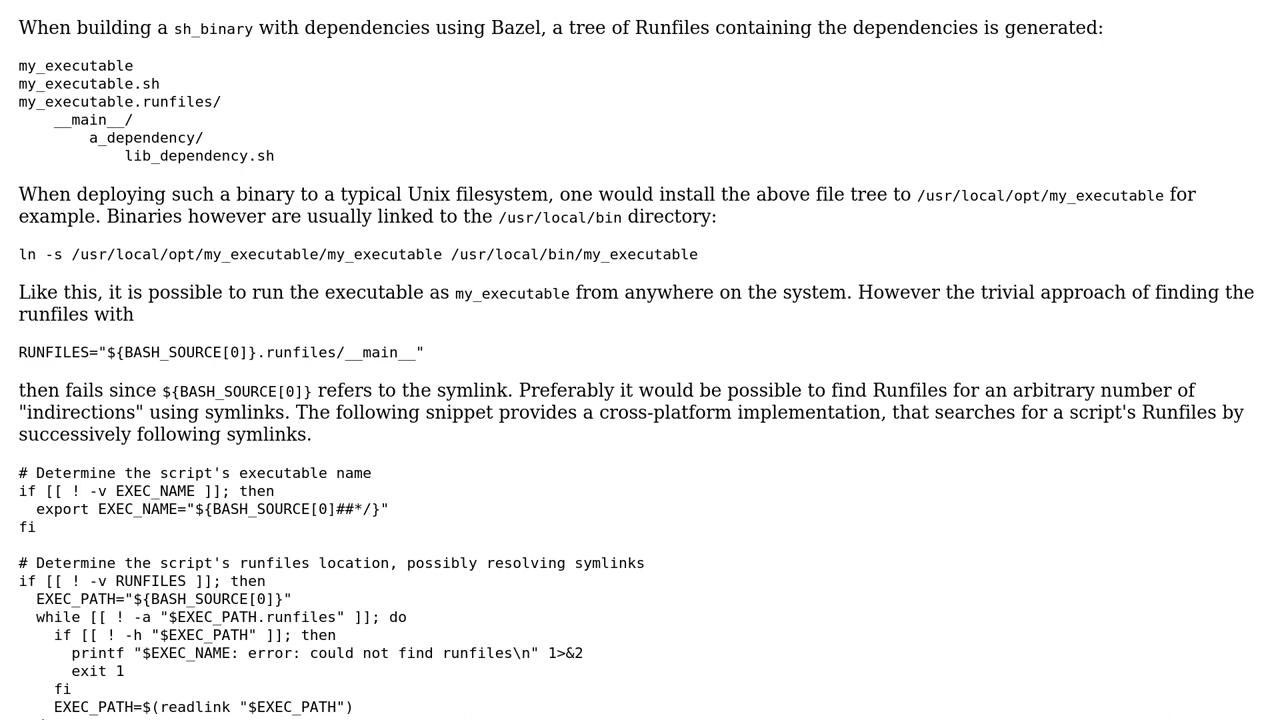 When building a sh_binary with dependencies using Bazel, a tree of Runfiles containing the dependencies is generated:
my_executable
my_executable.sh
my_executable.runfiles/
    __main__/
        a_dependency/
            lib_dependency.sh
When deploying such a binary to a typical Unix filesystem, one would install the above file tree to /usr/local/opt/my_executable for
example. Binaries however are usually linked to the /usr/local/bin directory:
ln -s /usr/local/opt/my_executable/my_executable /usr/local/bin/my_executable
Like this, it is possible to run the executable as my_executable from anywhere on the system. However the trivial approach of finding the
runfiles with
RUNFILES="${BASH_SOURCE[0]}.runfiles/__main__"
then fails since ${BASH_SOURCE[0]} refers to the symlink. Preferably it would be possible to find Runfiles for an arbitrary number of
"indirections" using symlinks. The following snippet provides a cross-platform implementation, that searches for a script's Runfiles by
successively following symlinks.
# Determine the script's executable name
if [[ ! -v EXEC_NAME ]]; then
  export EXEC_NAME="${BASH_SOURCE[0]##*/}"
fi
# Determine the script's runfiles location, possibly resolving symlinks
if [[ ! -v RUNFILES ]]; then
  EXEC_PATH="${BASH_SOURCE[0]}"
  while [[ ! -a "$EXEC_PATH.runfiles" ]]; do
    if [[ ! -h "$EXEC_PATH" ]]; then
      printf "$EXEC_NAME: error: could not find runfiles\n" 1>&2
      exit 1
    fi
    EXEC_PATH=$(readlink "$EXEC_PATH")